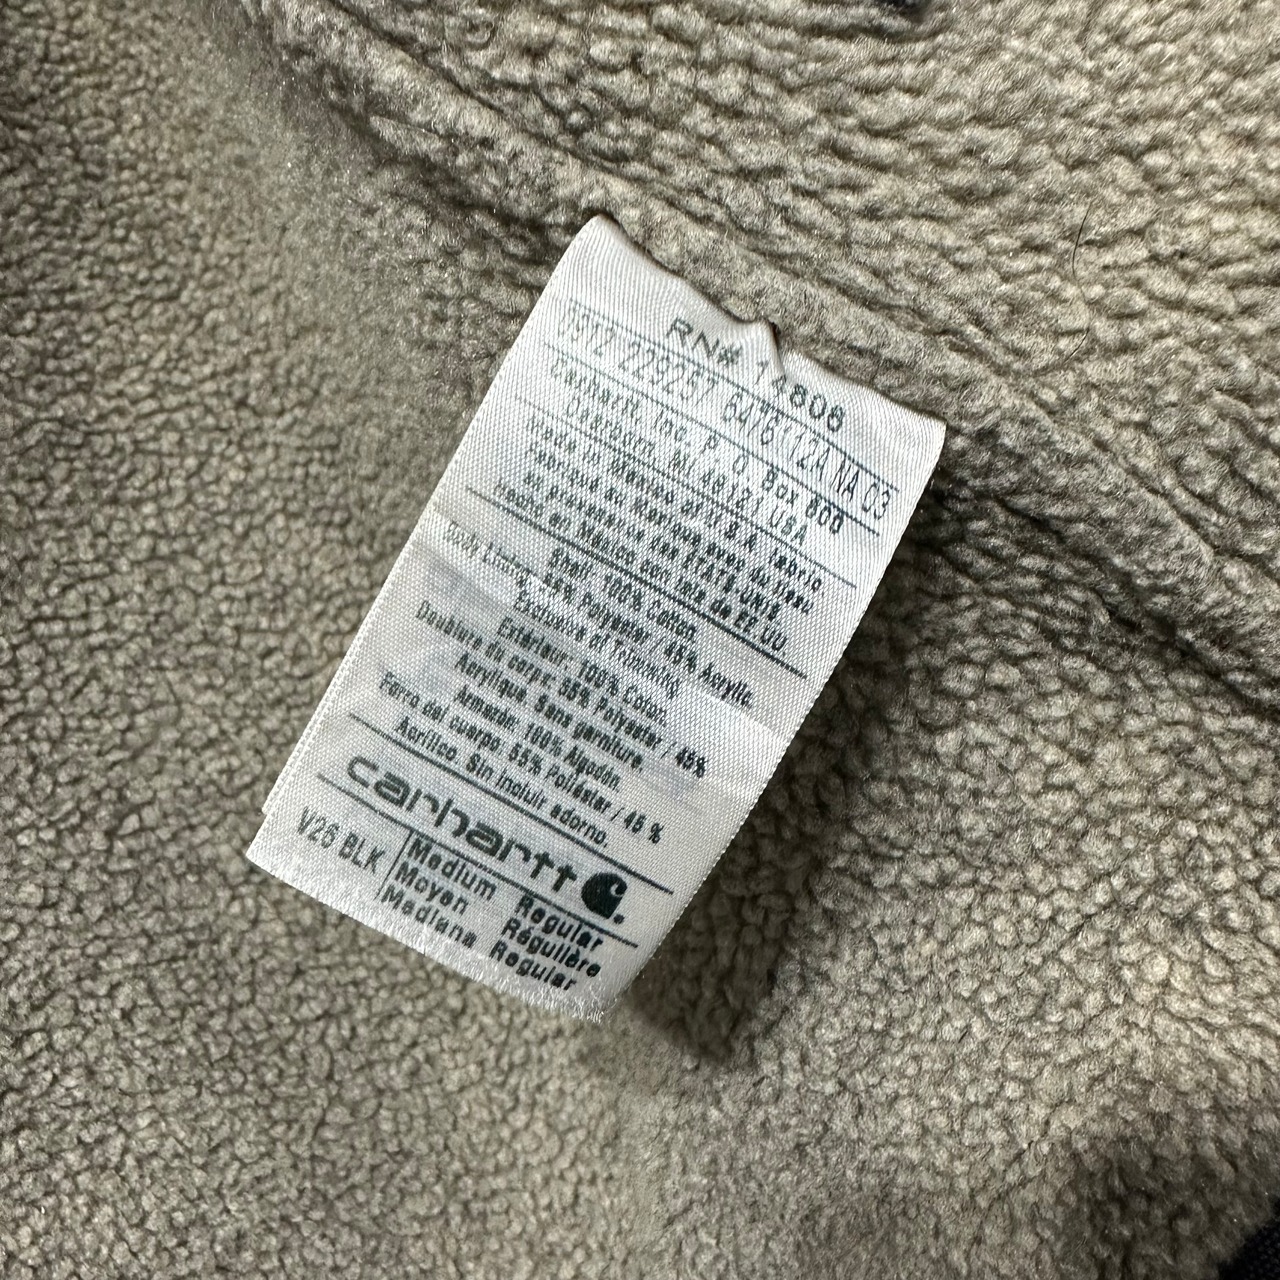 RN# 14806
7912 229257 6476 12A NA 03
Carhartt, Inc. P. O. Box 600
Dearborn, MI 48121 USA
Made in Mexico of U.S.A. fabric
Fabriqué au Mexique avec du tissu
en provenance des ÉTATS-UNIS.
Hecho en Mexico con tela de EE.UU.
Shell: 100% Cotton.
Body Lining: 55% Polyester / 45% Acrylic.
Exclusive of Trimming
Extérieur: 100% Coton.
Doublure du corps: 55% Polyester / 45%
Acrylique. Sans garniture.
Armazón: 100% Algodón.
Forro del cuerpo: 55% Poliéster / 45 %
Acrílico. Sin incluir adorno.
carhartt
V26 BLK
Medium Regular
Moyen Régulière
Mediana Regular